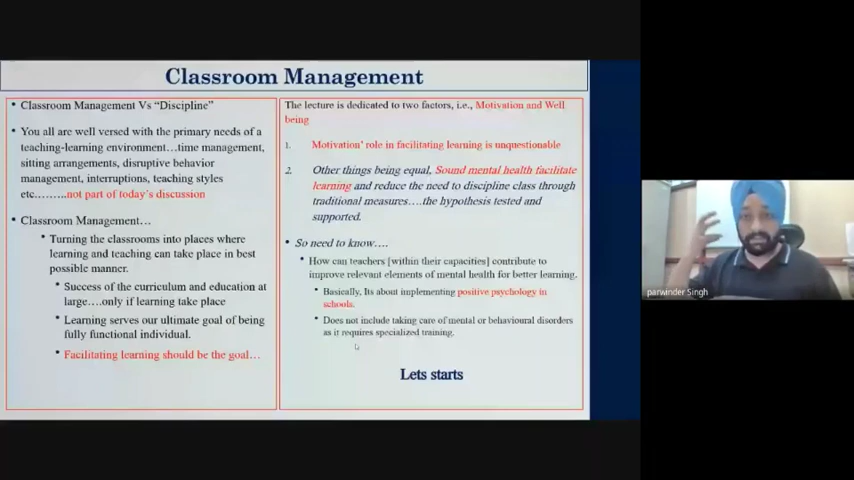 Classroom Management
Classroom Management Vs “Discipline”
You all are well versed with the primary needs of a
teaching-learning environment…time management,
sitting arrangements, disruptive behavior
management, interruptions, teaching styles
etc………not part of today’s discussion
Classroom Management…
Turning the classrooms into places where
learning and teaching can take place in best
possible manner.
Success of the curriculum and education at
large….only if learning take place
Learning serves our ultimate goal of being
fully functional individual.
Facilitating learning should be the goal…
The lecture is dedicated to two factors, i.e., Motivation and Well
being
1. Motivation’ role in facilitating learning is unquestionable
2. Other things being equal, Sound mental health facilitate
learning and reduce the need to discipline class through
traditional measures….the hypothesis tested and
supported.
So need to know….
How can teachers [within their capacities] contribute to
improve relevant elements of mental health for better learning.
Basically, Its about implementing positive psychology in
schools.
Does not include taking care of mental or behavioural disorders
as it requires specialized training.
Lets starts
parwinder Singh